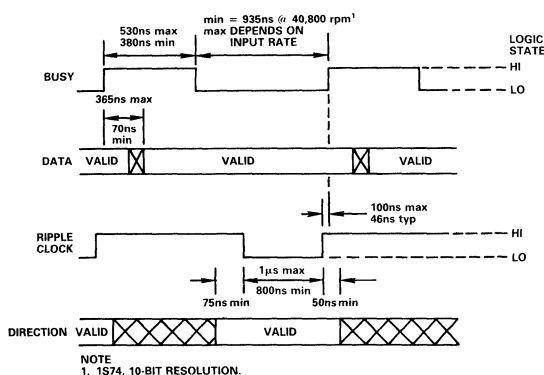 530ns max
380ns min
min = 935ns @ 40,800 rpm¹
max DEPENDS ON
INPUT RATE
LOGIC
STATE
BUSY
HI
LO
365ns max
70ns
min
DATA
VALID
VALID
VALID
100ns max
46ns typ
RIPPLE
CLOCK
HI
LO
1μs max
800ns min
75ns min
50ns min
DIRECTION
VALID
VALID
NOTE
1. 1S74, 10-BIT RESOLUTION.